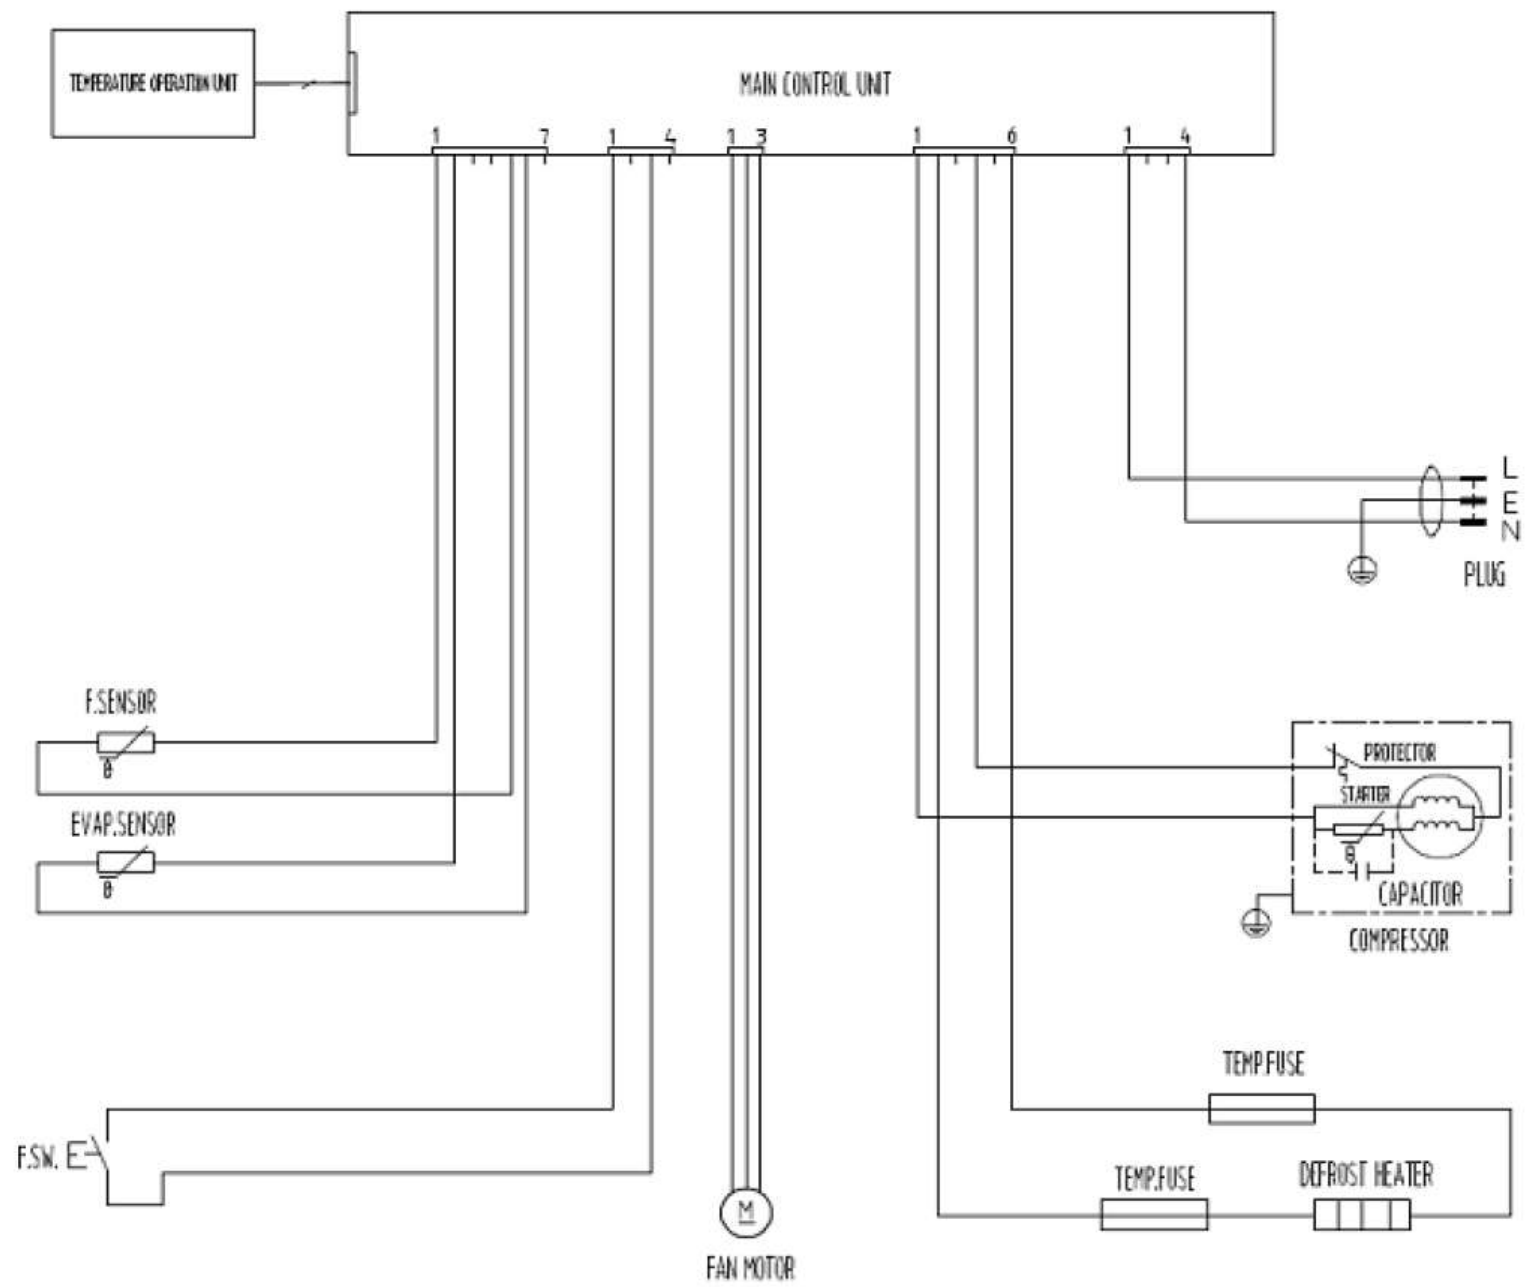 TEMPERATURE OPERATION UNIT
MAIN CONTROL UNIT
1 7 1 4 1 3 1 6 1 4
L
E
N
PLUG
F.SENSOR
θ
EVAP.SENSOR
θ
PROTECTOR
STARTER
θ
CAPACITOR
COMPRESSOR
TEMP.FUSE
F.SW.
TEMP.FUSE
DEFROST HEATER
M
FAN MOTOR